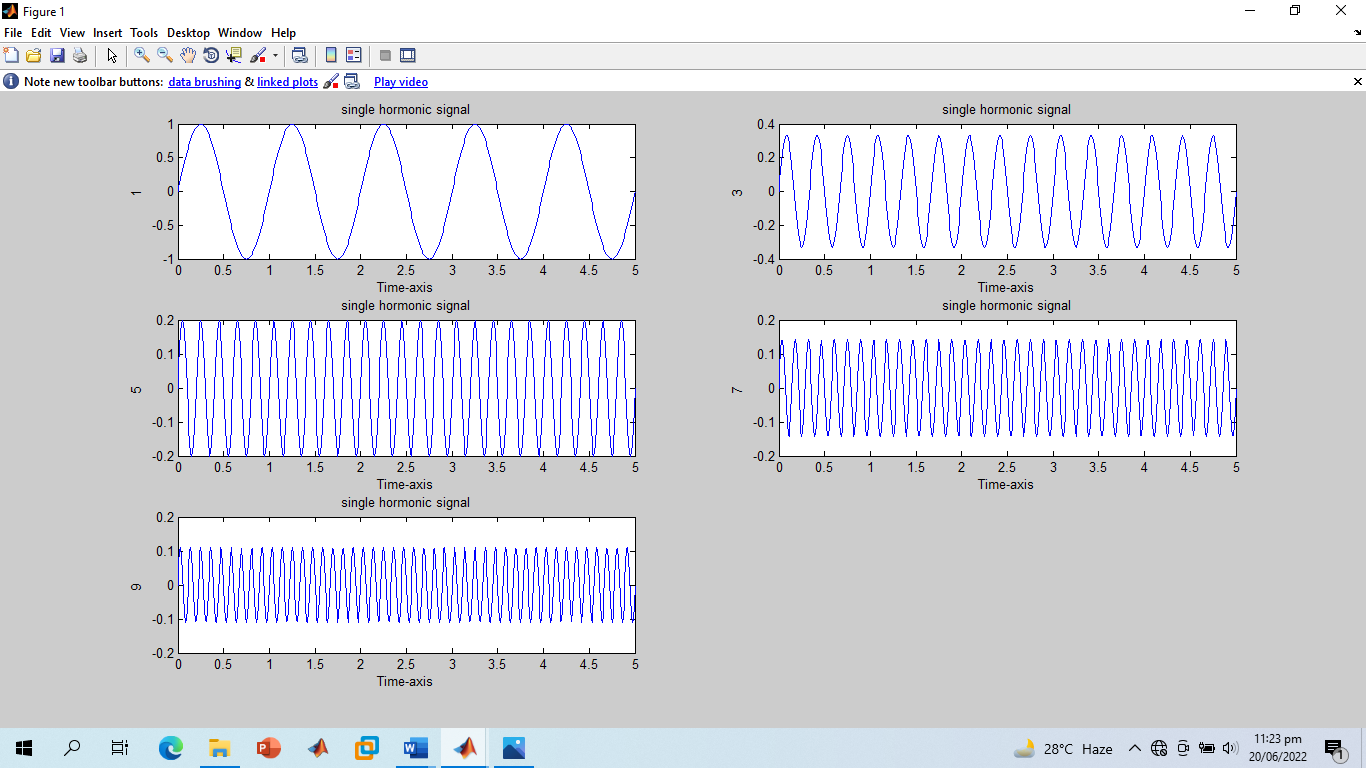 Figure 1
File Edit View Insert Tools Desktop Window Help
Note new toolbar buttons: data brushing & linked plots Play video
single hormonic signal
1
0.5
0
-0.5
-1
1
0 0.5 1 1.5 2 2.5 3 3.5 4 4.5 5
Time-axis
single hormonic signal
0.4
0.2
0
-0.2
-0.4
3
0 0.5 1 1.5 2 2.5 3 3.5 4 4.5 5
Time-axis
single hormonic signal
0.2
0.1
0
-0.1
-0.2
5
0 0.5 1 1.5 2 2.5 3 3.5 4 4.5 5
Time-axis
single hormonic signal
0.2
0.1
0
-0.1
-0.2
7
0 0.5 1 1.5 2 2.5 3 3.5 4 4.5 5
Time-axis
single hormonic signal
0.2
0.1
0
-0.1
-0.2
9
0 0.5 1 1.5 2 2.5 3 3.5 4 4.5 5
Time-axis
28°C Haze
11:23 pm
20/06/2022
1